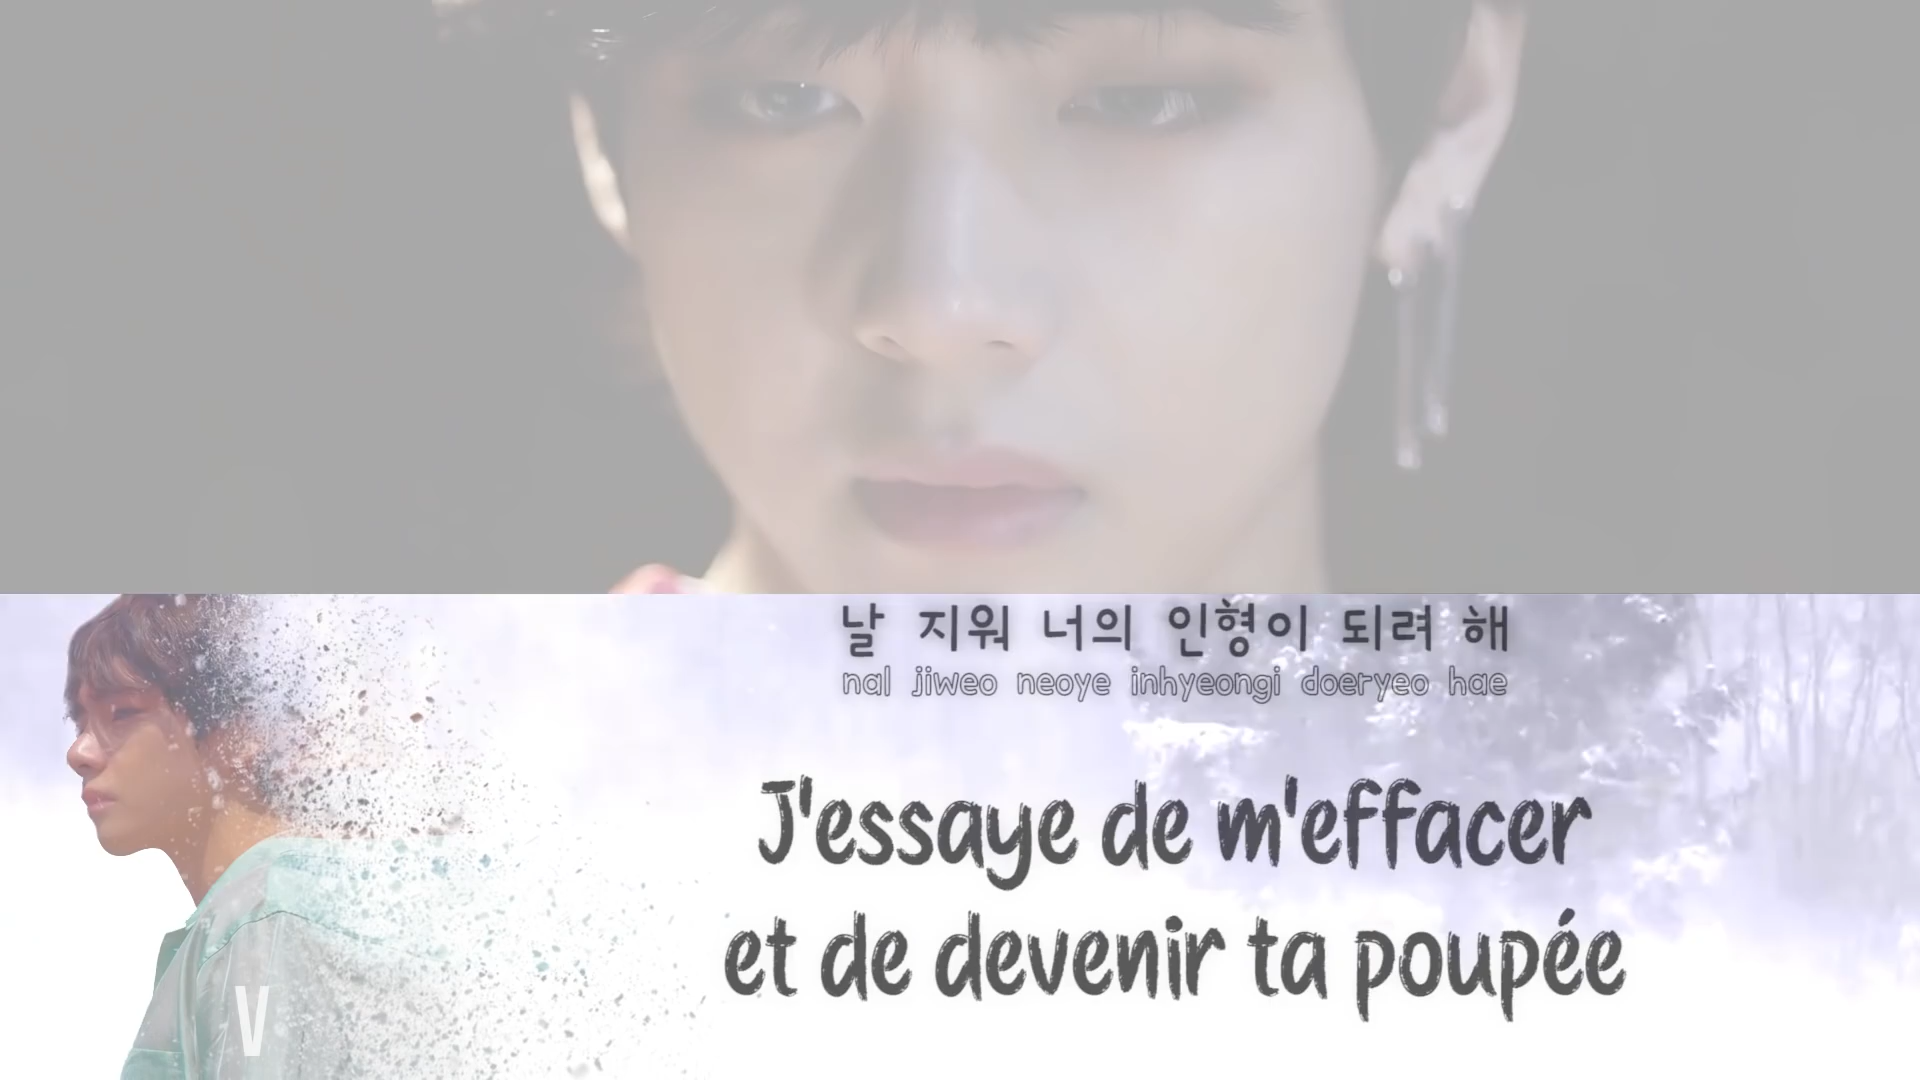 날 지워 너의 인형이 되려 해
nal jiweo neoye inhyeongi doeryeo hae
J'essaye de m'effacer
et de devenir ta poupée
V